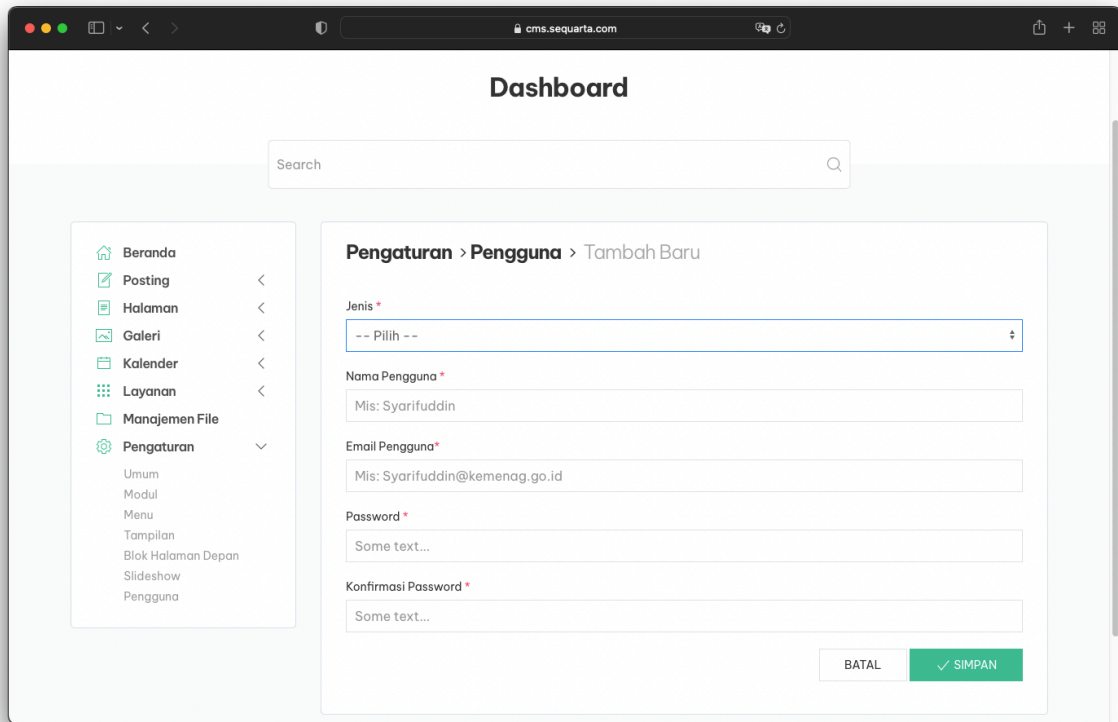 cms.sequarta.com
Dashboard
Search
Beranda
Posting
Halaman
Galeri
Kalender
Layanan
Manajemen File
Pengaturan
Umum
Modul
Menu
Tampilan
Blok Halaman Depan
Slideshow
Pengguna
Pengaturan > Pengguna > Tambah Baru
Jenis *
-- Pilih --
Nama Pengguna *
Mis: Syarifuddin
Email Pengguna*
Mis: Syarifuddin@kemenag.go.id
Password *
Some text...
Konfirmasi Password *
Some text...
BATAL
SIMPAN